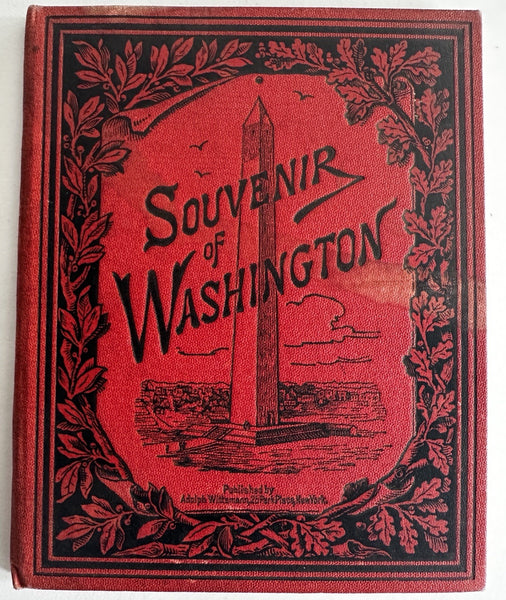 SOUVENIR
OF
WASHINGTON
Published by
Adolph Wittemann, 25 Park Place, New York.